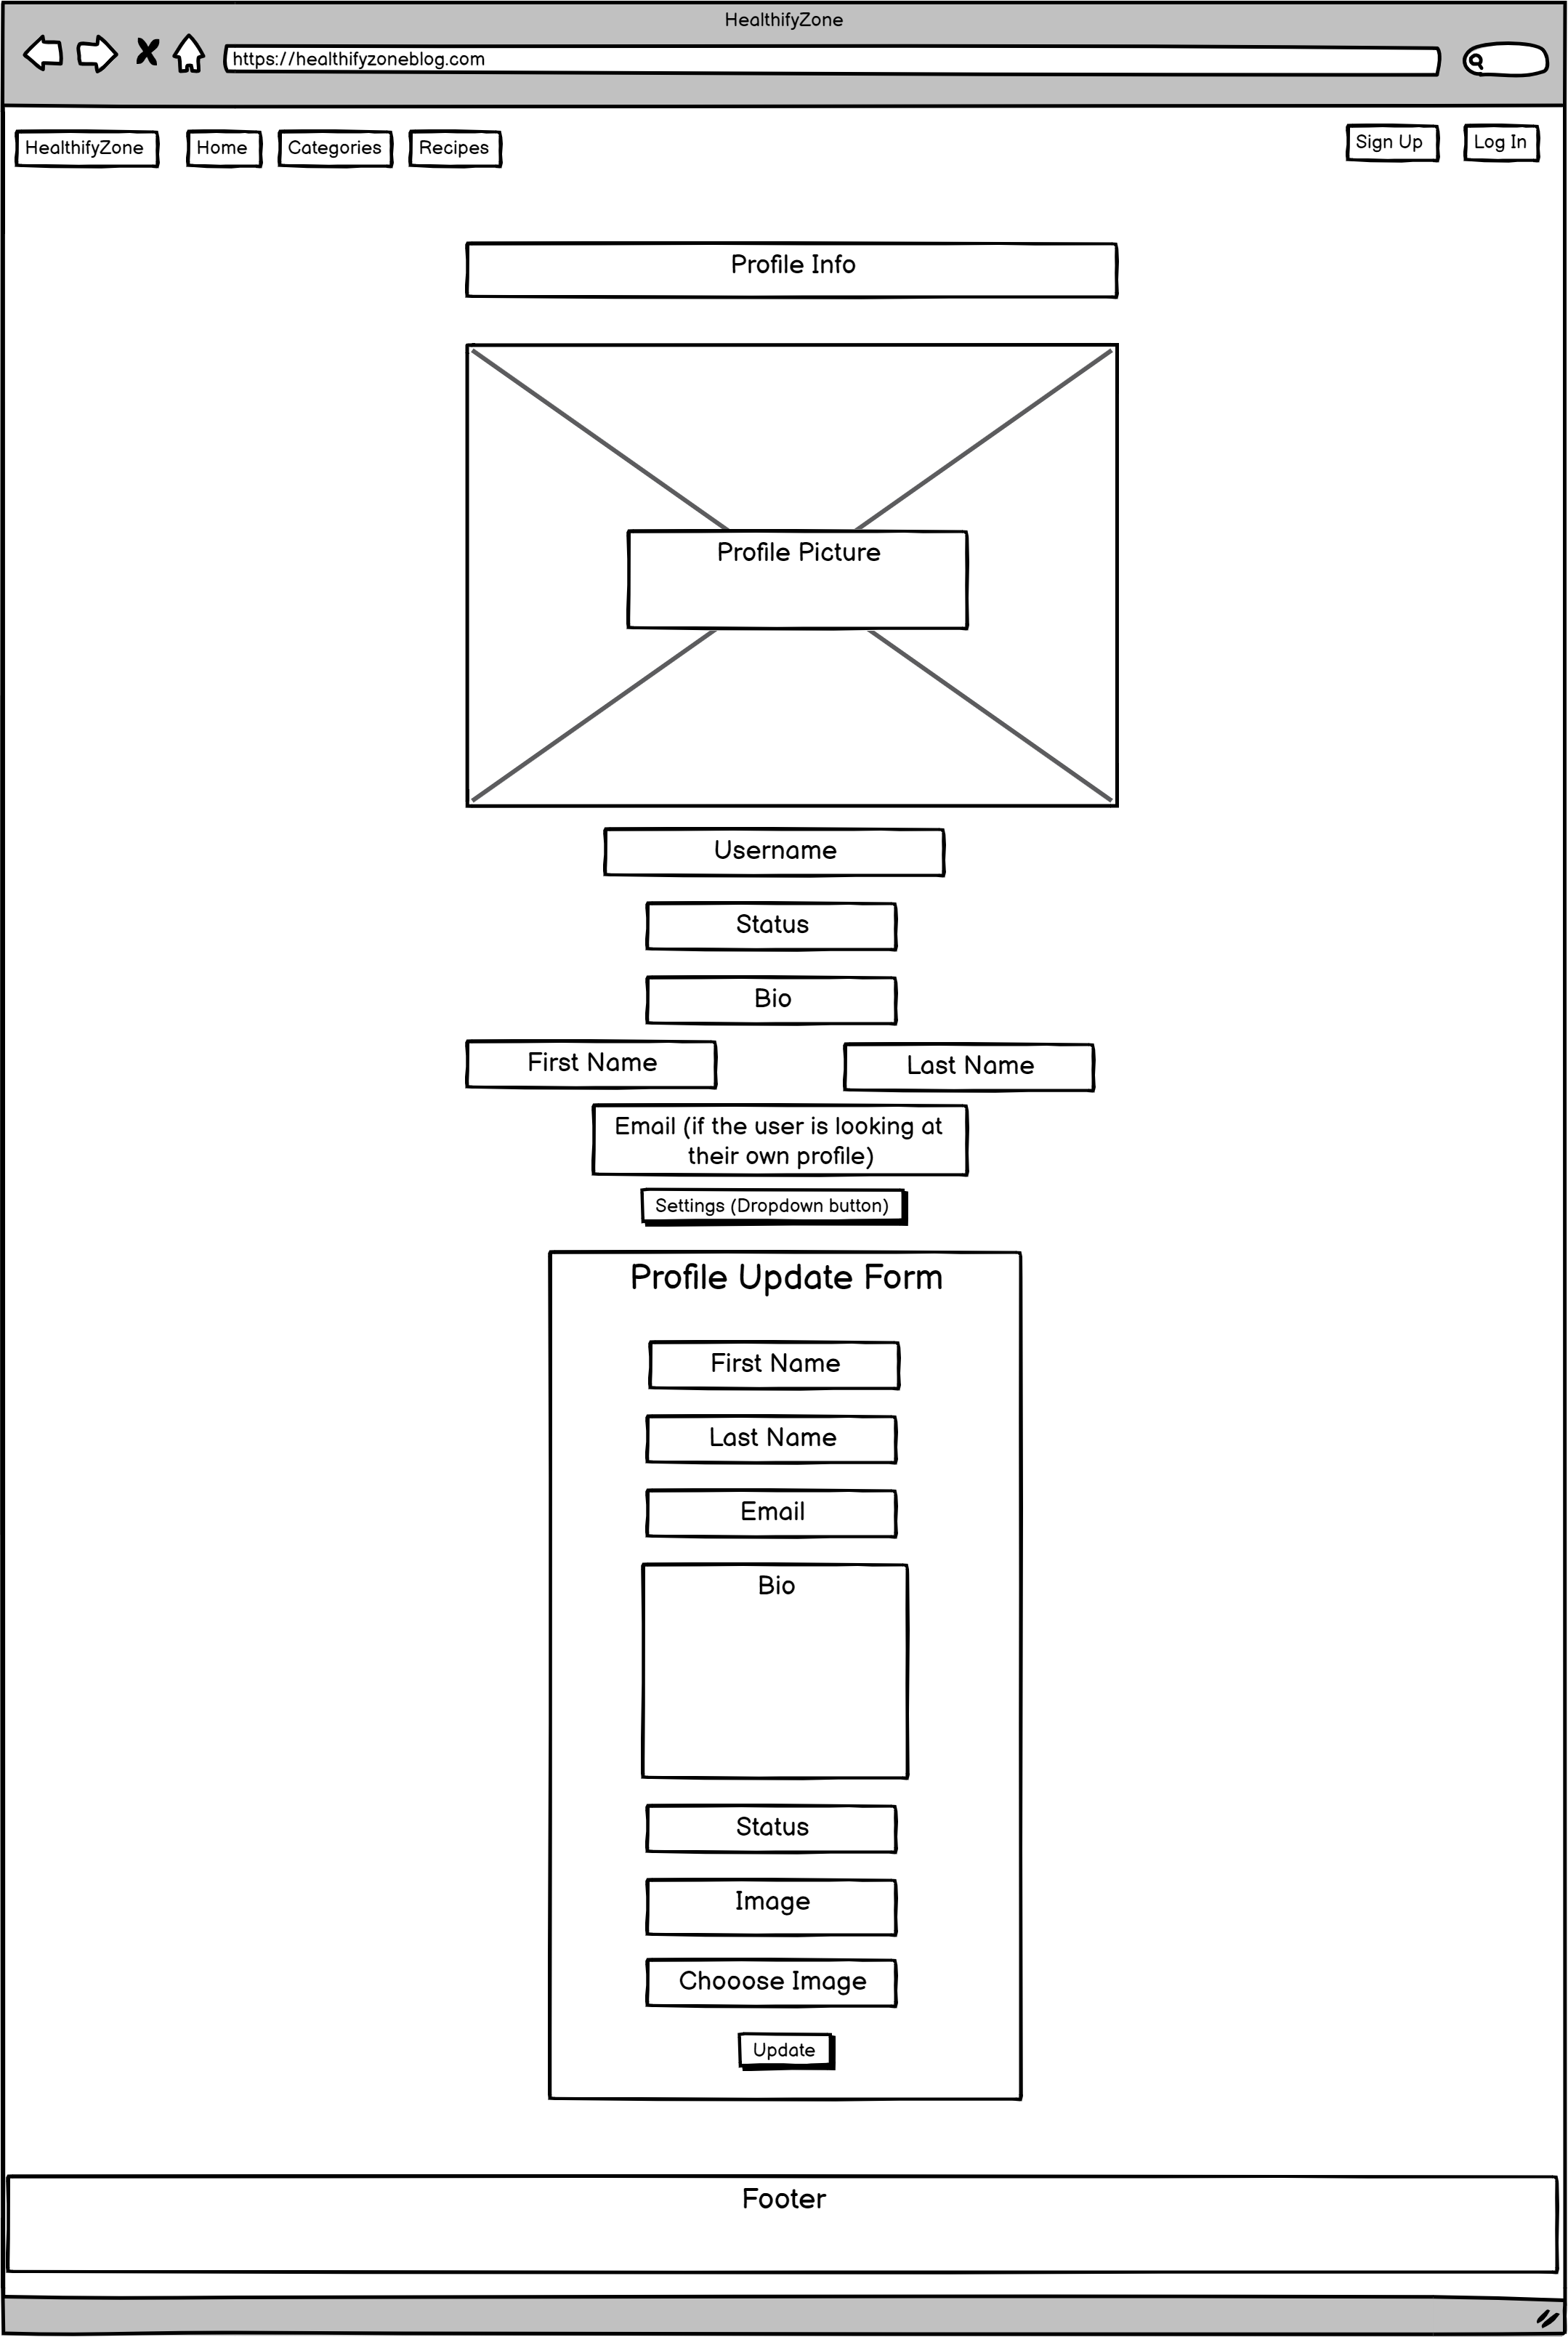 HealthifyZone
https://healthifyzoneblog.com
HealthifyZone Home Categories Recipes Sign Up Log In
Profile Info
Profile Picture
Username
Status
Bio
First Name Last Name
Email (if the user is looking at
their own profile)
Settings (Dropdown button)
Profile Update Form
First Name
Last Name
Email
Bio
Status
Image
Chooose Image
Update
Footer